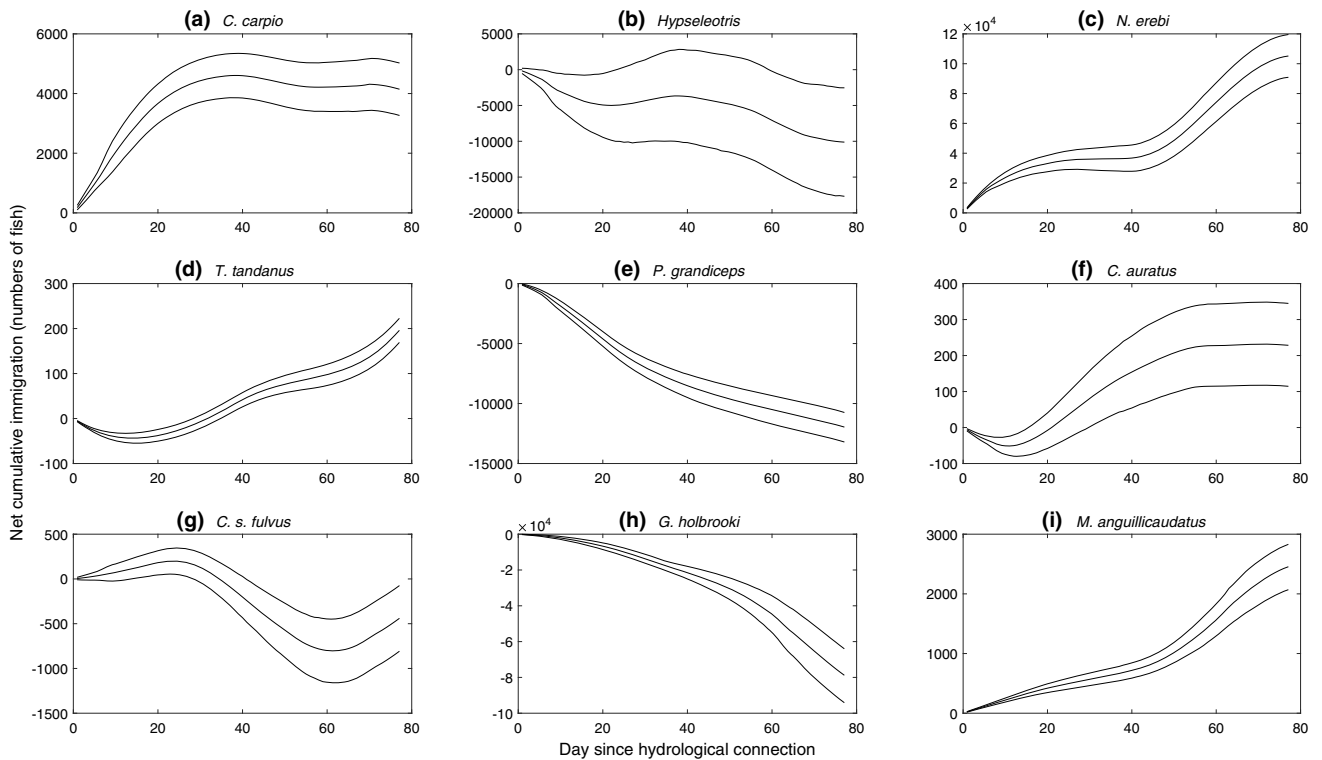 (a) C. carpio
(b) Hypseleotris
(c) N. erebi
6000
4000
2000
0
0 20 40 60 80
5000
0
-5000
-10000
-15000
-20000
0 20 40 60 80
× 10⁴
12
10
8
6
4
2
0
0 20 40 60 80
(d) T. tandanus
(e) P. grandiceps
(f) C. auratus
300
200
100
0
-100
0 20 40 60 80
0
-5000
-10000
-15000
0 20 40 60 80
400
300
200
100
0
-100
0 20 40 60 80
(g) C. s. fulvus
(h) G. holbrooki
(i) M. anguillicaudatus
500
0
-500
-1000
-1500
0 20 40 60 80
× 10⁴
0
-2
-4
-6
-8
-10
0 20 40 60 80
3000
2000
1000
0
0 20 40 60 80
Net cumulative immigration (numbers of fish)
Day since hydrological connection